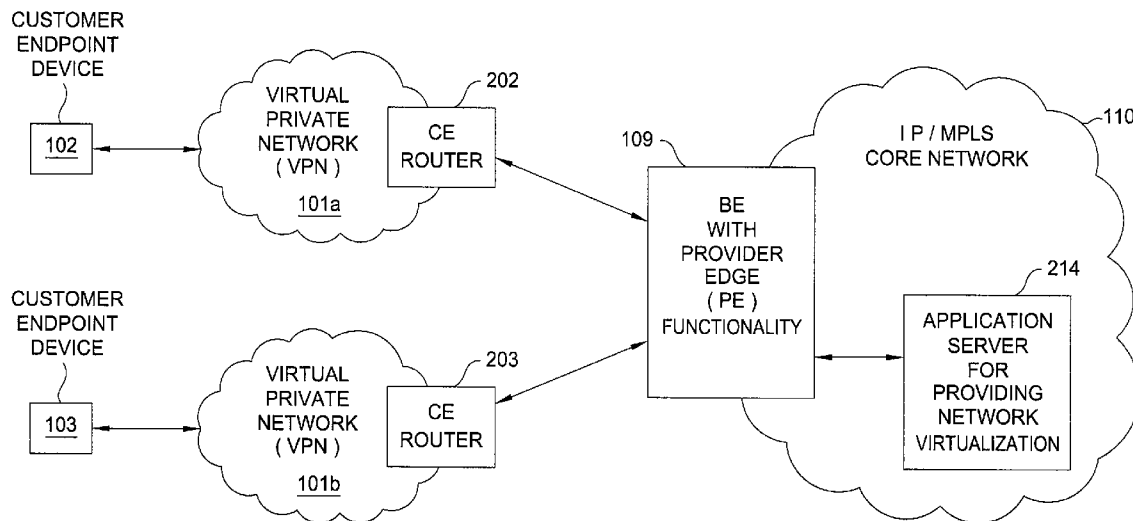 CUSTOMER
ENDPOINT
DEVICE
102
VIRTUAL
PRIVATE
NETWORK
( VPN )
101a
202
CE
ROUTER
CUSTOMER
ENDPOINT
DEVICE
103
VIRTUAL
PRIVATE
NETWORK
( VPN )
101b
203
CE
ROUTER
109
BE
WITH
PROVIDER
EDGE
( PE )
FUNCTIONALITY
110
I P / MPLS
CORE NETWORK
214
APPLICATION
SERVER
FOR
PROVIDING
NETWORK
VIRTUALIZATION